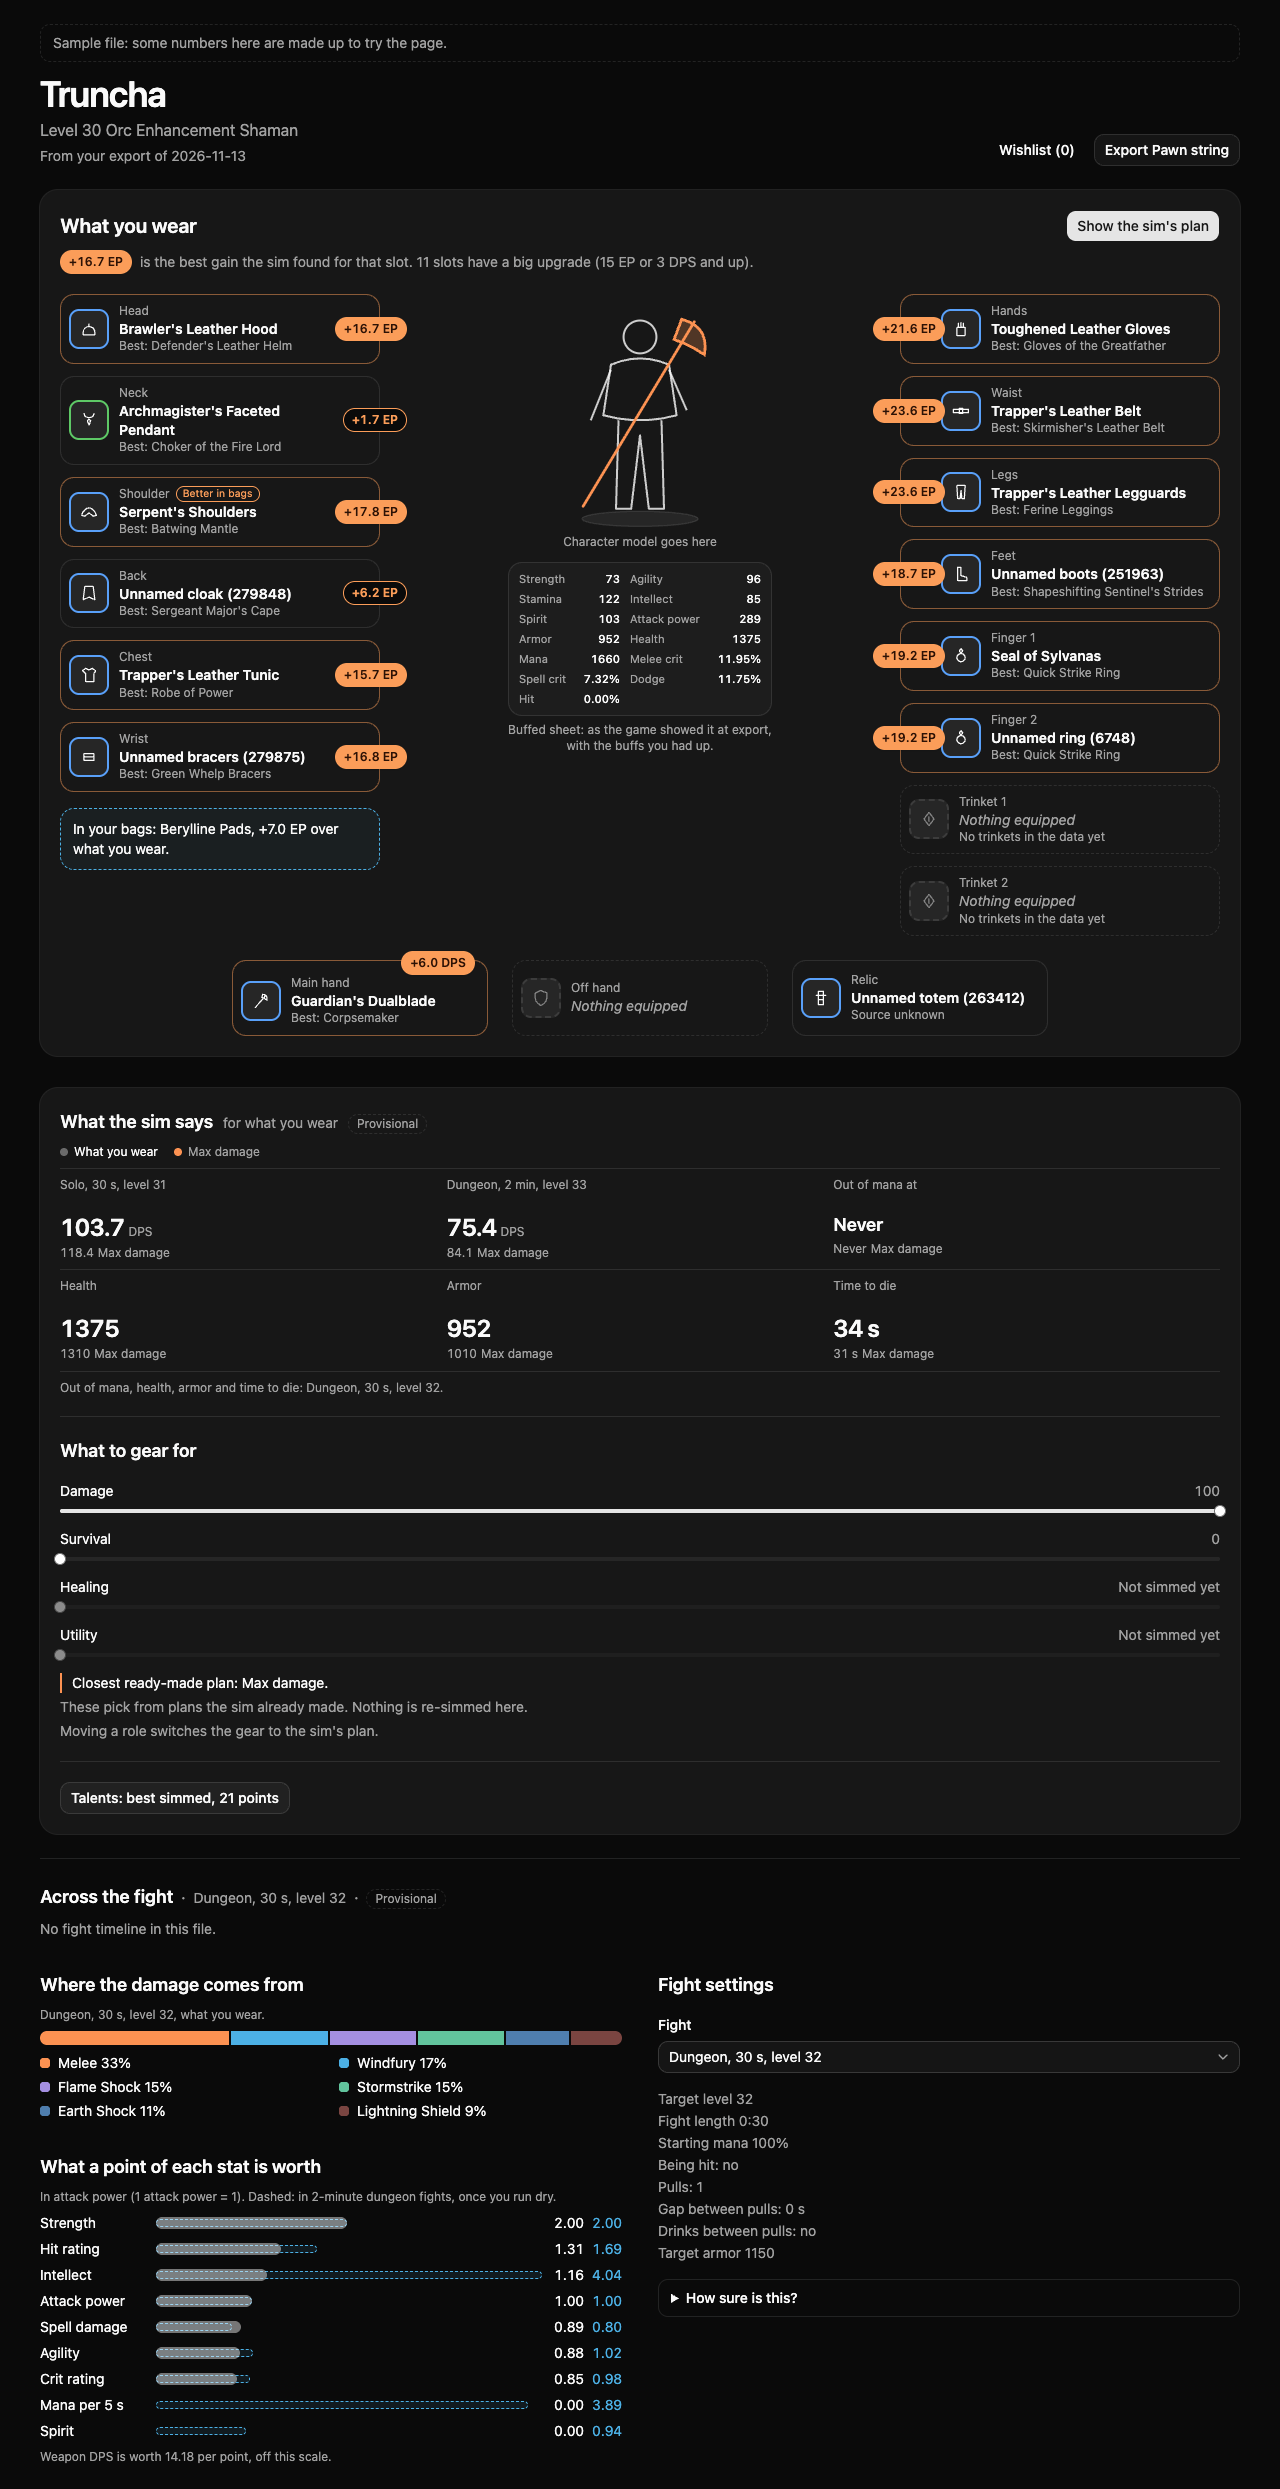 Sample file: some numbers here are made up to try the page.
Truncha
Level 30 Orc Enhancement Shaman
From your export of 2026-11-13
Wishlist (0)
Export Pawn string
What you wear
Show the sim's plan
+16.7 EP is the best gain the sim found for that slot. 11 slots have a big upgrade (15 EP or 3 DPS and up).
Head
Brawler's Leather Hood
Best: Defender's Leather Helm
+16.7 EP
Neck
Archmagister's Faceted
Pendant
Best: Choker of the Fire Lord
+1.7 EP
Shoulder Better in bags
Serpent's Shoulders
Best: Batwing Mantle
+17.8 EP
Back
Unnamed cloak (279848)
Best: Sergeant Major's Cape
+6.2 EP
Chest
Trapper's Leather Tunic
Best: Robe of Power
+15.7 EP
Wrist
Unnamed bracers (279875)
Best: Green Whelp Bracers
+16.8 EP
In your bags: Berylline Pads, +7.0 EP over
what you wear.
Character model goes here
Strength 73 Agility 96
Stamina 122 Intellect 85
Spirit 103 Attack power 289
Armor 952 Health 1375
Mana 1660 Melee crit 11.95%
Spell crit 7.32% Dodge 11.75%
Hit 0.00%
Buffed sheet: as the game showed it at export,
with the buffs you had up.
+21.6 EP
Hands
Toughened Leather Gloves
Best: Gloves of the Greatfather
+23.6 EP
Waist
Trapper's Leather Belt
Best: Skirmisher's Leather Belt
+23.6 EP
Legs
Trapper's Leather Legguards
Best: Ferine Leggings
+18.7 EP
Feet
Unnamed boots (251963)
Best: Shapeshifting Sentinel's Strides
+19.2 EP
Finger 1
Seal of Sylvanas
Best: Quick Strike Ring
+19.2 EP
Finger 2
Unnamed ring (6748)
Best: Quick Strike Ring
Trinket 1
Nothing equipped
No trinkets in the data yet
Trinket 2
Nothing equipped
No trinkets in the data yet
+6.0 DPS
Main hand
Guardian's Dualblade
Best: Corpsemaker
Off hand
Nothing equipped
Relic
Unnamed totem (263412)
Source unknown
What the sim says for what you wear Provisional
What you wear Max damage
Solo, 30 s, level 31
103.7 DPS
118.4 Max damage
Dungeon, 2 min, level 33
75.4 DPS
84.1 Max damage
Out of mana at
Never
Never Max damage
Health
1375
1310 Max damage
Armor
952
1010 Max damage
Time to die
34 s
31 s Max damage
Out of mana, health, armor and time to die: Dungeon, 30 s, level 32.
What to gear for
Damage 100
Survival 0
Healing Not simmed yet
Utility Not simmed yet
Closest ready-made plan: Max damage.
These pick from plans the sim already made. Nothing is re-simmed here.
Moving a role switches the gear to the sim's plan.
Talents: best simmed, 21 points
Across the fight · Dungeon, 30 s, level 32 · Provisional
No fight timeline in this file.
Where the damage comes from
Dungeon, 30 s, level 32, what you wear.
Melee 33% Windfury 17%
Flame Shock 15% Stormstrike 15%
Earth Shock 11% Lightning Shield 9%
What a point of each stat is worth
In attack power (1 attack power = 1). Dashed: in 2-minute dungeon fights, once you run dry.
Strength 2.00 2.00
Hit rating 1.31 1.69
Intellect 1.16 4.04
Attack power 1.00 1.00
Spell damage 0.89 0.80
Agility 0.88 1.02
Crit rating 0.85 0.98
Mana per 5 s 0.00 3.89
Spirit 0.00 0.94
Weapon DPS is worth 14.18 per point, off this scale.
Fight settings
Fight
Dungeon, 30 s, level 32
Target level 32
Fight length 0:30
Starting mana 100%
Being hit: no
Pulls: 1
Gap between pulls: 0 s
Drinks between pulls: no
Target armor 1150
How sure is this?